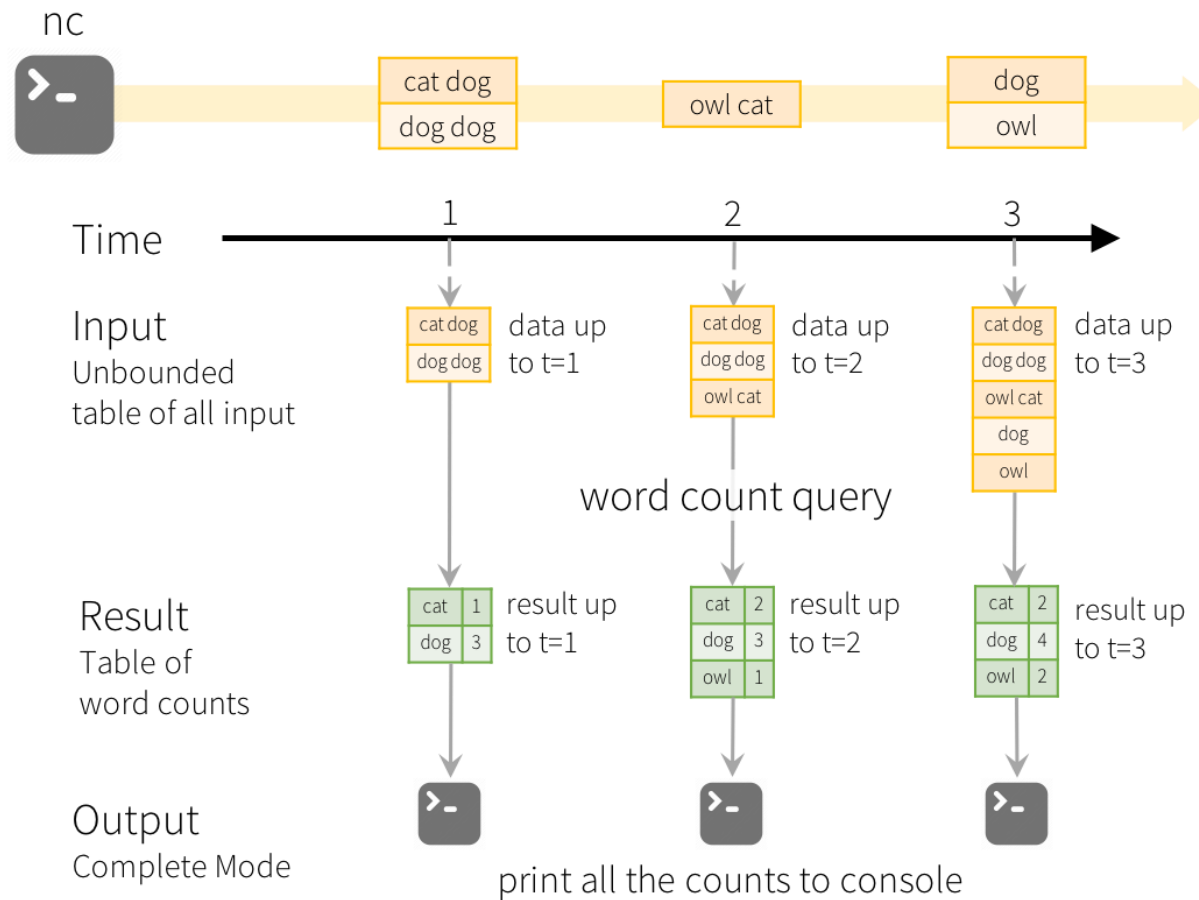 nc
cat dog
dog dog
owl cat
dog
owl
Time
1
2
3
Input
Unbounded
table of all input
cat dog
dog dog
data up
to t=1
cat dog
dog dog
owl cat
data up
to t=2
cat dog
dog dog
owl cat
dog
owl
data up
to t=3
word count query
Result
Table of
word counts
cat 1
dog 3
result up
to t=1
cat 2
dog 3
owl 1
result up
to t=2
cat 2
dog 4
owl 2
result up
to t=3
Output
Complete Mode
print all the counts to console